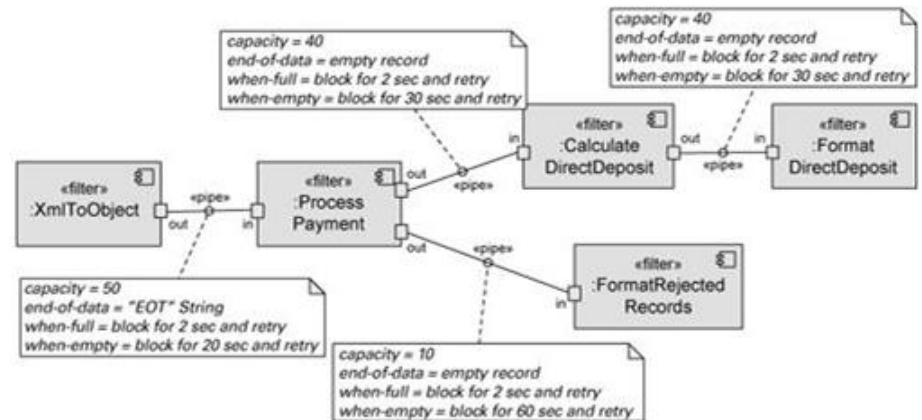 capacity = 40
end-of-data = empty record
when-full = block for 2 sec and retry
when-empty = block for 30 sec and retry
capacity = 40
end-of-data = empty record
when-full = block for 2 sec and retry
when-empty = block for 30 sec and retry
«filter»
:XmlToObject
out
«pipe»
in
«filter»
:Process
Payment
out
«pipe»
in
«filter»
:Calculate
DirectDeposit
out
«pipe»
in
«filter»
:Format
DirectDeposit
out
«pipe»
in
«filter»
:FormatRejected
Records
capacity = 50
end-of-data = "EOT" String
when-full = block for 2 sec and retry
when-empty = block for 20 sec and retry
capacity = 10
end-of-data = empty record
when-full = block for 2 sec and retry
when-empty = block for 60 sec and retry